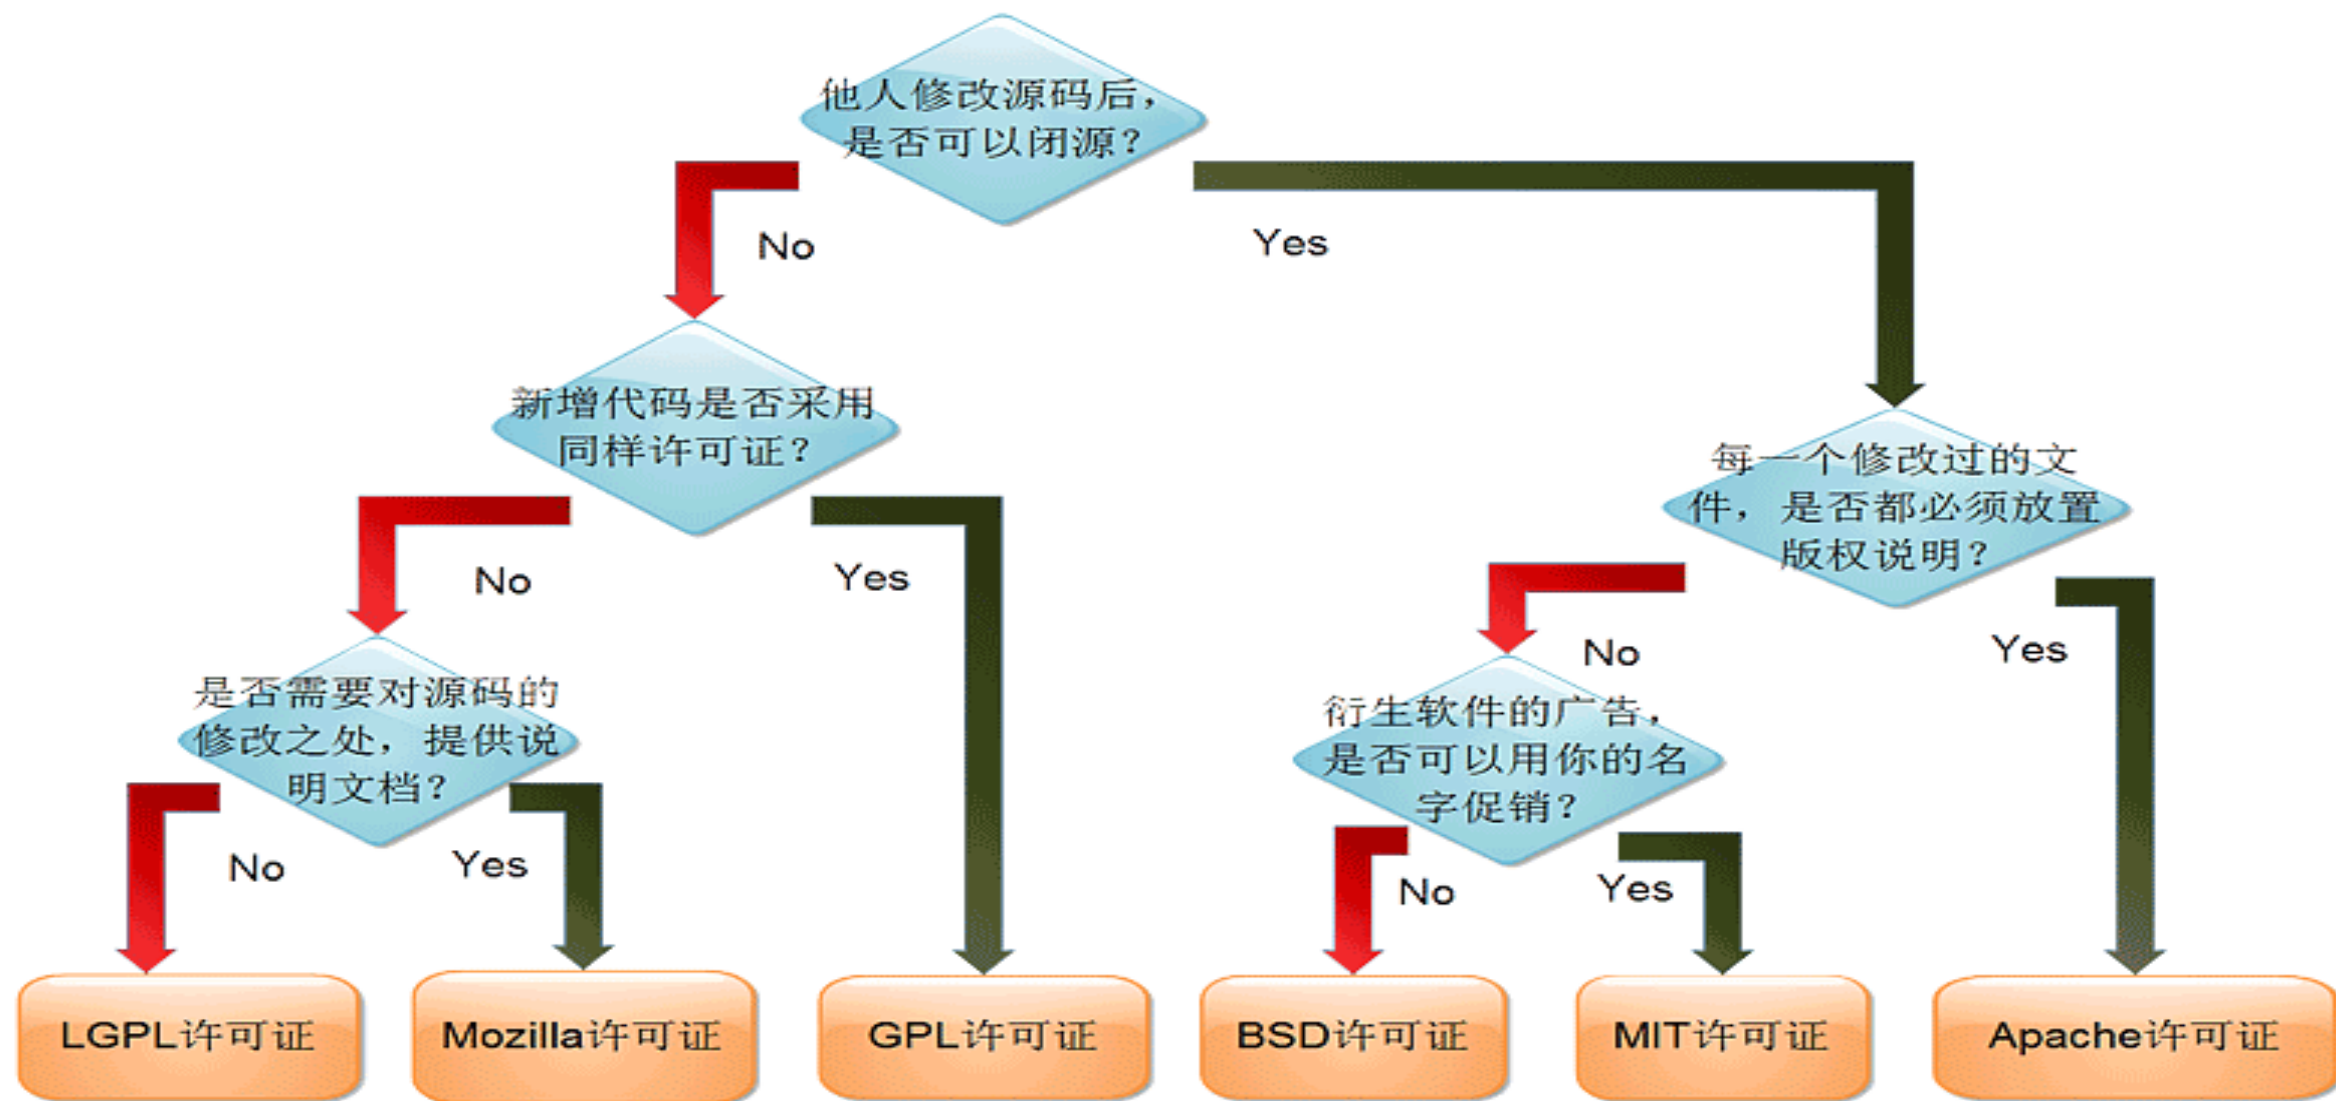 他人修改源码后，
是否可以闭源？
No
Yes
新增代码是否采用
同样许可证？
每一个修改过的文
件，是否都必须放置
版权说明？
No
Yes
No
Yes
是否需要对源码的
修改之处，提供说
明文档？
衍生软件的广告，
是否可以用你的名
字促销？
No
Yes
No
Yes
LGPL许可证
Mozilla许可证
GPL许可证
BSD许可证
MIT许可证
Apache许可证